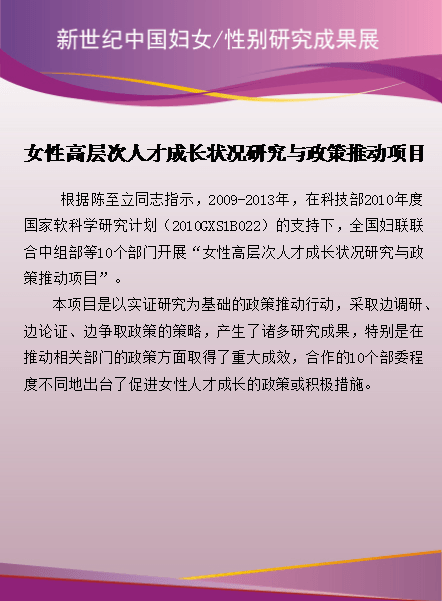 新世纪中国妇女/性别研究成果展
女性高层次人才成长状况研究与政策推动项目
根据陈至立同志指示，2009-2013年，在科技部2010年度
国家软科学研究计划（2010GXS1B022）的支持下，全国妇联联
合中组部等10个部门开展“女性高层次人才成长状况研究与政
策推动项目”。
本项目是以实证研究为基础的政策推动行动，采取边调研、
边论证、边争取政策的策略，产生了诸多研究成果，特别是在
推动相关部门的政策方面取得了重大成效，合作的10个部委程
度不同地出台了促进女性人才成长的政策或积极措施。